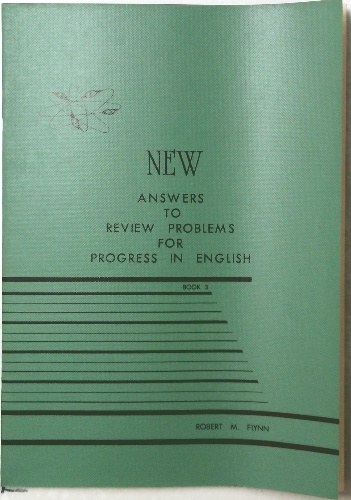 NEW
ANSWERS
TO
REVIEW PROBLEMS
FOR
PROGRESS IN ENGLISH
BOOK 3
ROBERT M. FLYNN